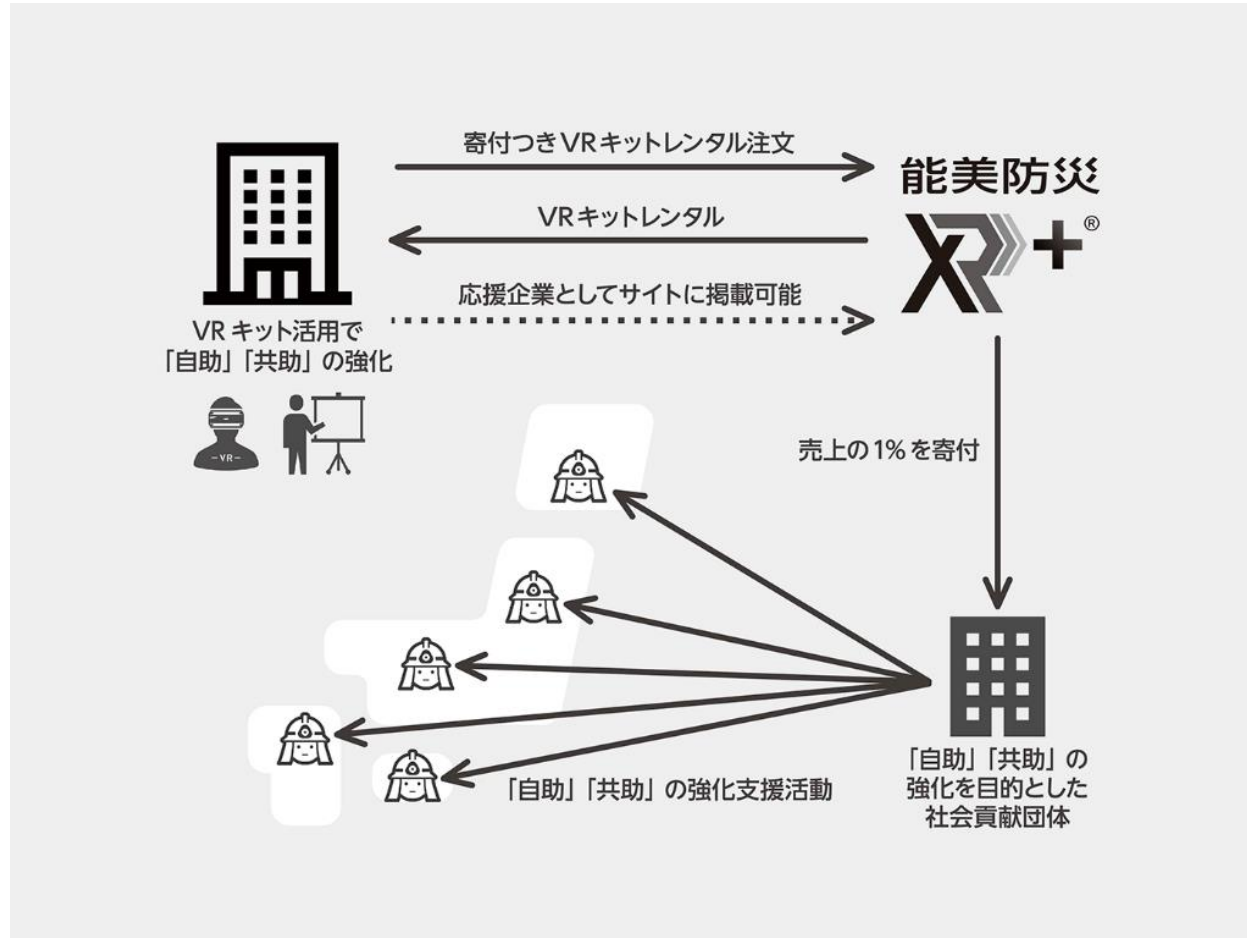 寄付つきVRキットレンタル注文
能美防災
VRキットレンタル
XR+®
応援企業としてサイトに掲載可能
VRキット活用で
「自助」「共助」の強化
-VR-
売上の1%を寄付
「自助」「共助」の強化支援活動
「自助」「共助」の
強化を目的とした
社会貢献団体